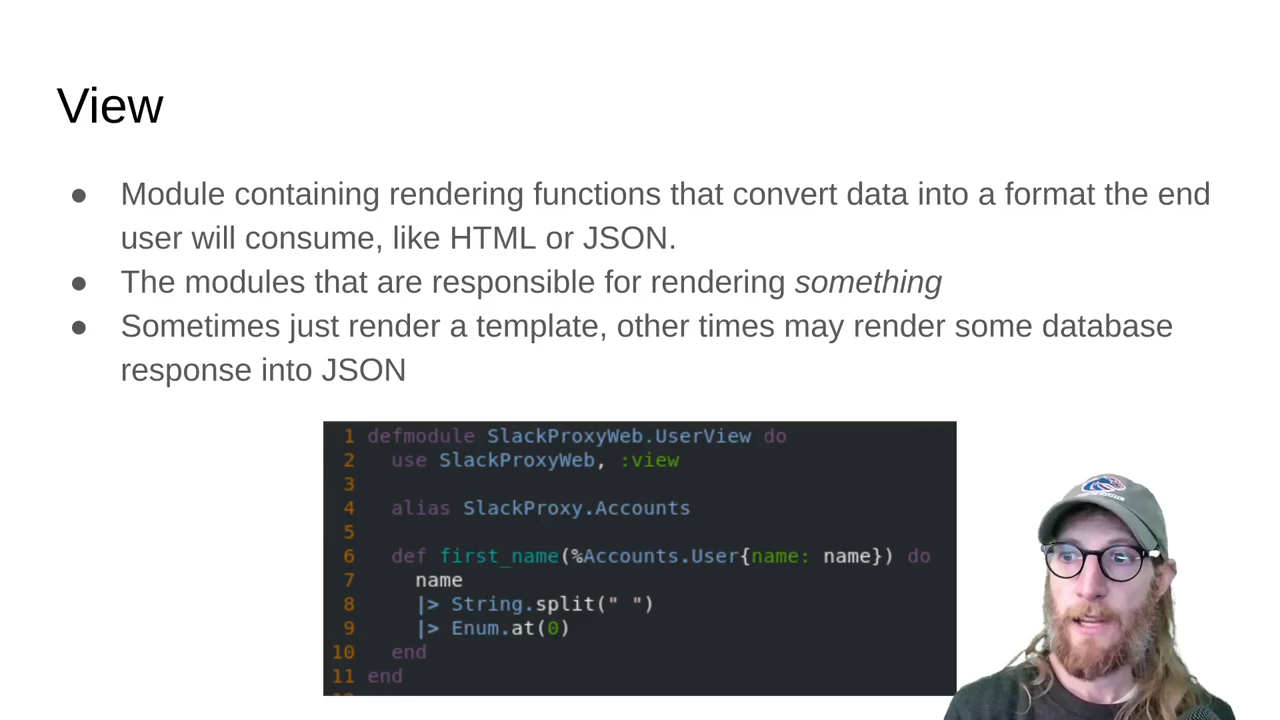 View
● Module containing rendering functions that convert data into a format the end
user will consume, like HTML or JSON.
● The modules that are responsible for rendering something
● Sometimes just render a template, other times may render some database
response into JSON
1 defmodule SlackProxyWeb.UserView do
2   use SlackProxyWeb, :view
3
4   alias SlackProxy.Accounts
5
6   def first_name(%Accounts.User{name: name}) do
7     name
8     |> String.split(" ")
9     |> Enum.at(0)
10   end
11 end